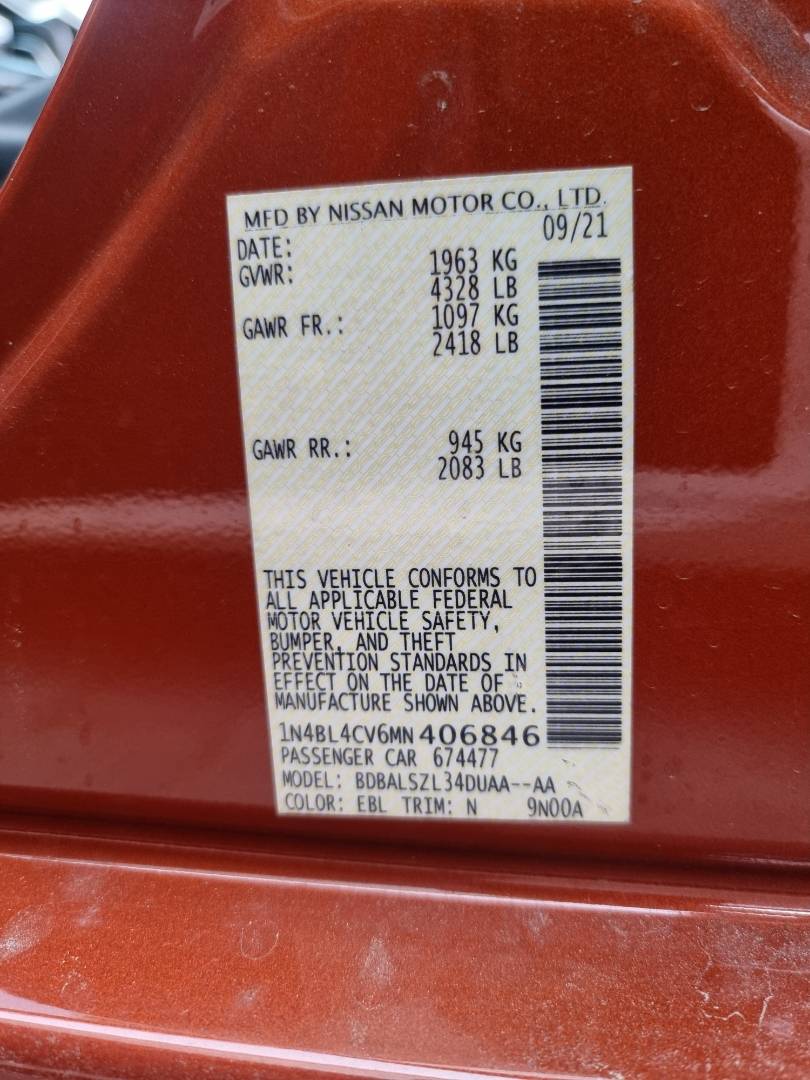 MFD BY NISSAN MOTOR CO., LTD.
DATE: 09/21
GVWR: 1963 KG
4328 LB
GAWR FR.: 1097 KG
2418 LB
GAWR RR.: 945 KG
2083 LB
THIS VEHICLE CONFORMS TO
ALL APPLICABLE FEDERAL
MOTOR VEHICLE SAFETY,
BUMPER, AND THEFT
PREVENTION STANDARDS IN
EFFECT ON THE DATE OF
MANUFACTURE SHOWN ABOVE.
1N4BL4CV6MN406846
PASSENGER CAR 674477
MODEL: BDBALSZL34DUAA--AA
COLOR: EBL TRIM: N 9N00A